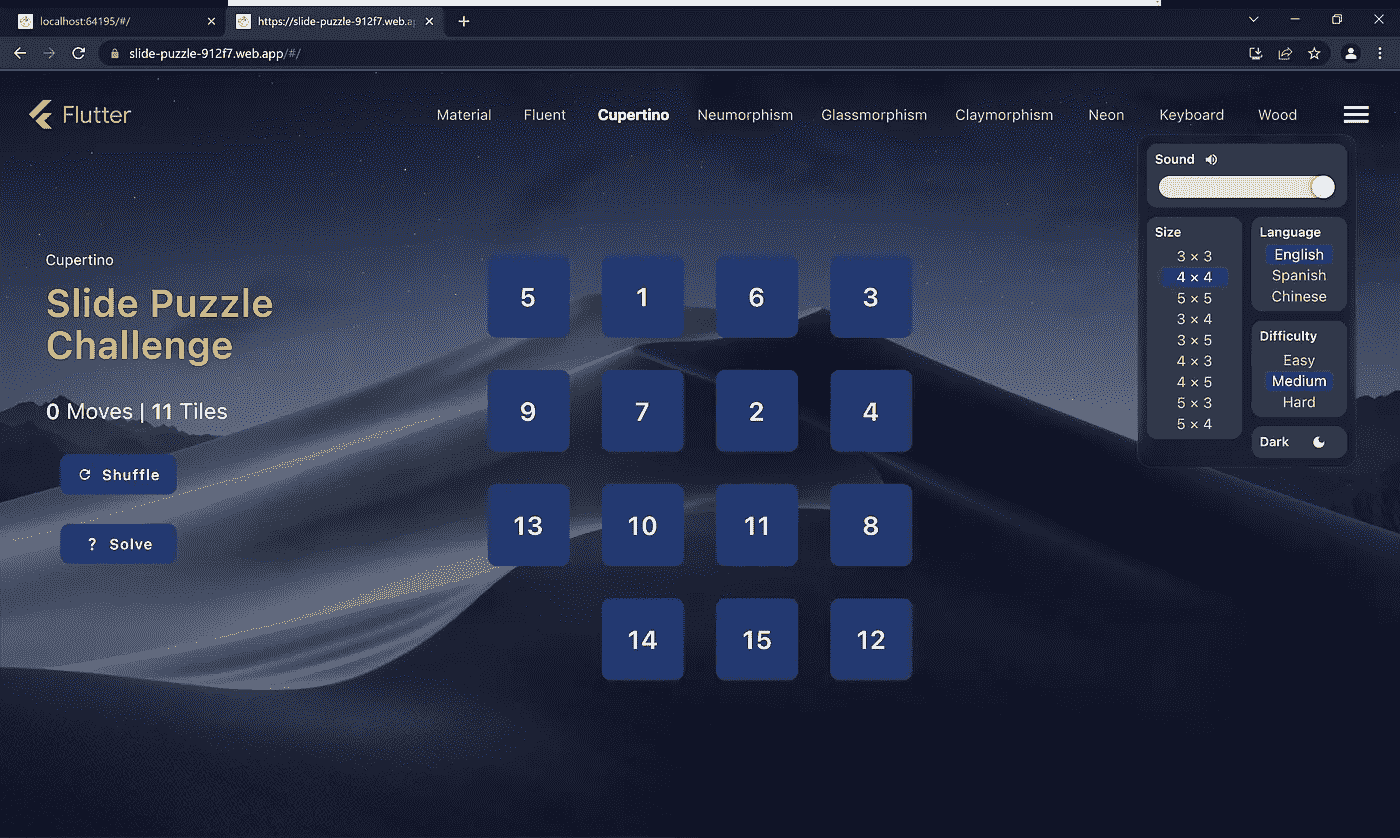 localhost:64195/#/
https://slide-puzzle-912f7.web.ap
slide-puzzle-912f7.web.app/#/
Flutter
Material Fluent Cupertino Neumorphism Glassmorphism Claymorphism Neon Keyboard Wood
Sound
Size
3 × 3
4 × 4
5 × 5
3 × 4
3 × 5
4 × 3
4 × 5
5 × 3
5 × 4
Language
English
Spanish
Chinese
Difficulty
Easy
Medium
Hard
Dark
Cupertino
Slide Puzzle
Challenge
0 Moves | 11 Tiles
Shuffle
? Solve
5 1 6 3
9 7 2 4
13 10 11 8
14 15 12